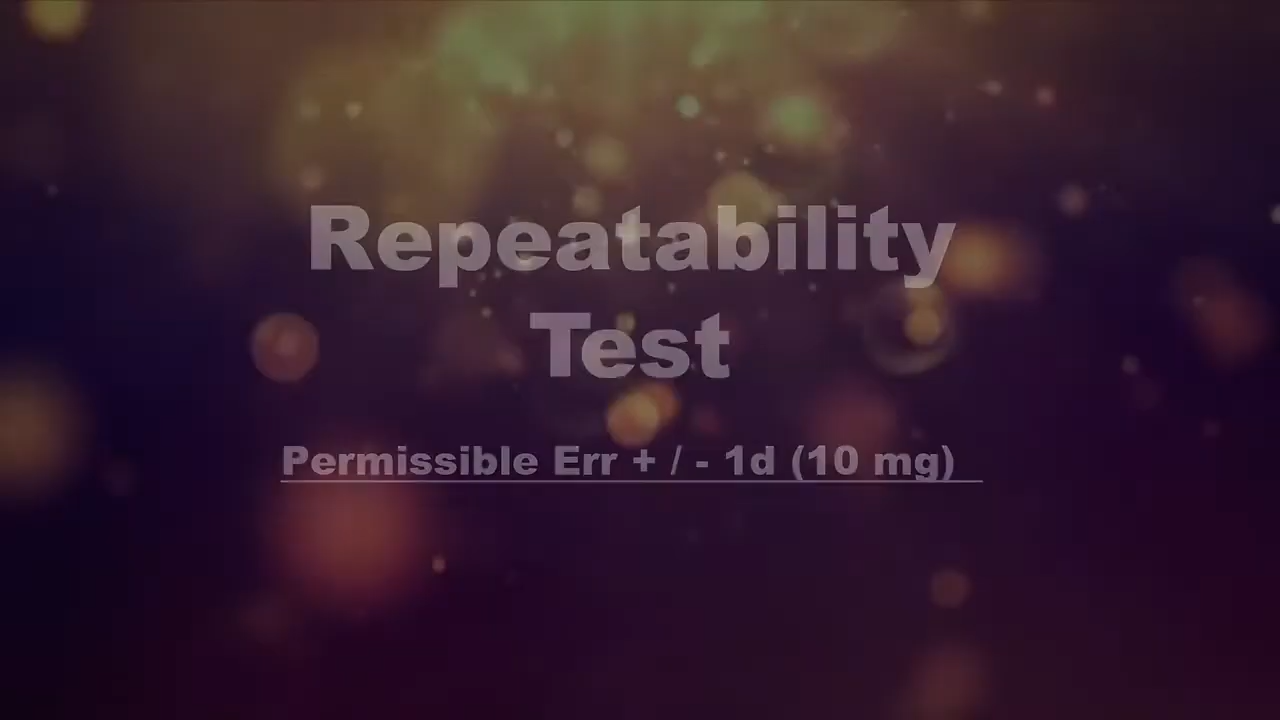 Repeatability
Test
Permissible Err + / - 1d (10 mg)